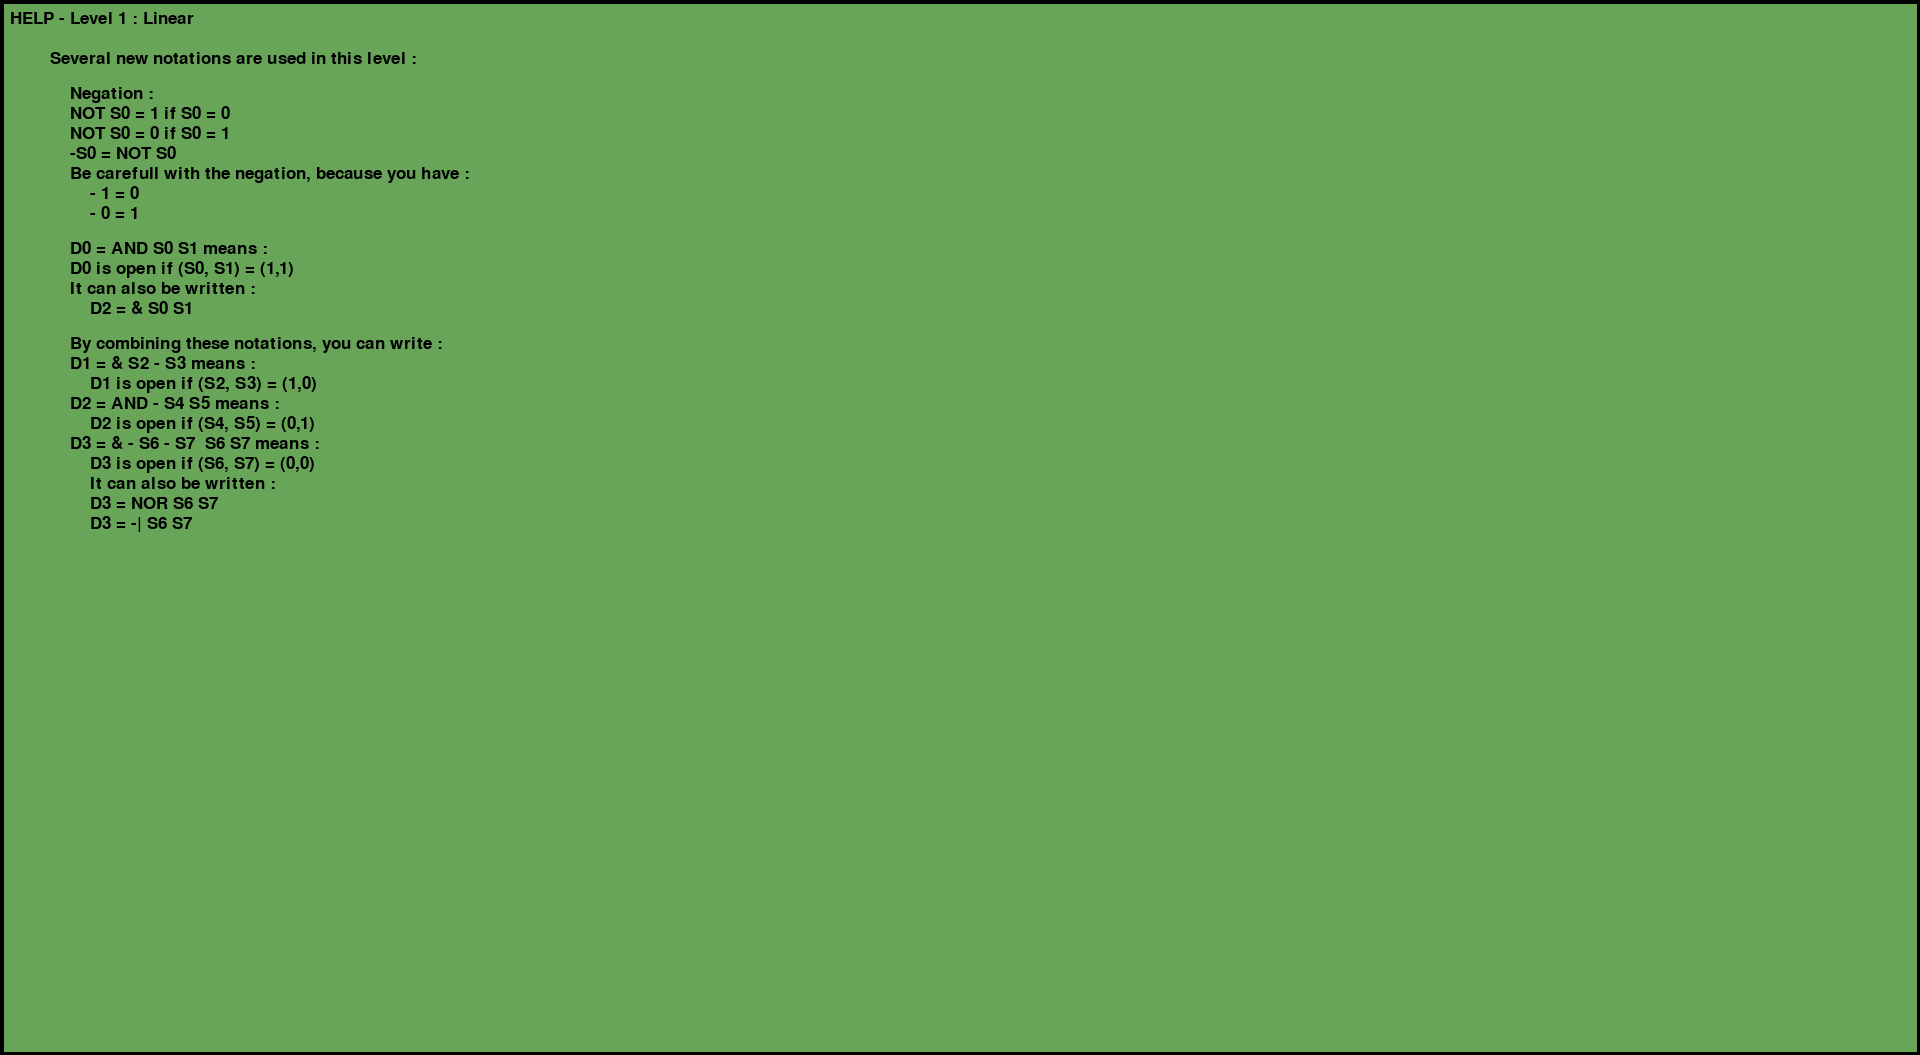 HELP - Level 1 : Linear
Several new notations are used in this level :
Negation :
NOT S0 = 1 if S0 = 0
NOT S0 = 0 if S0 = 1
-S0 = NOT S0
Be carefull with the negation, because you have :
- 1 = 0
- 0 = 1
D0 = AND S0 S1 means :
D0 is open if (S0, S1) = (1,1)
It can also be written :
D2 = & S0 S1
By combining these notations, you can write :
D1 = & S2 - S3 means :
D1 is open if (S2, S3) = (1,0)
D2 = AND - S4 S5 means :
D2 is open if (S4, S5) = (0,1)
D3 = & - S6 - S7  S6 S7 means :
D3 is open if (S6, S7) = (0,0)
It can also be written :
D3 = NOR S6 S7
D3 = -| S6 S7